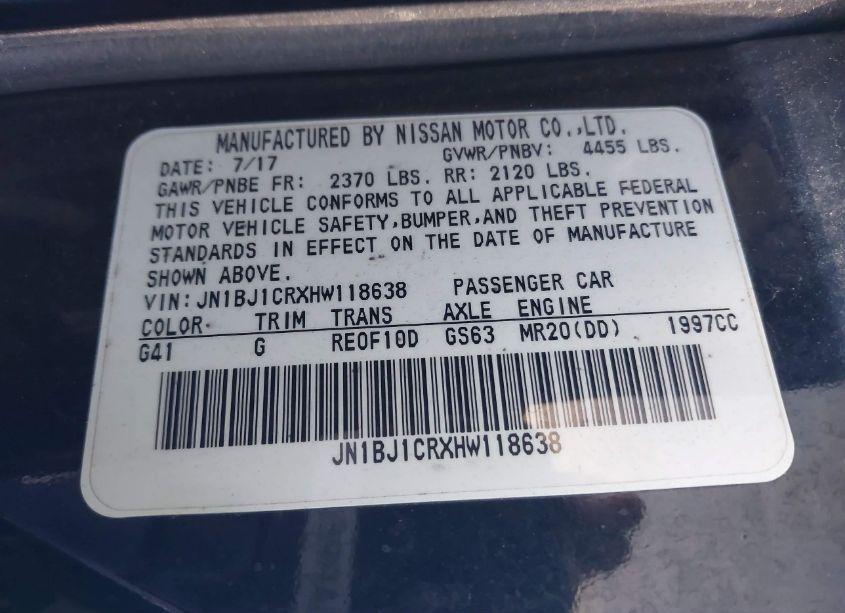 MANUFACTURED BY NISSAN MOTOR CO.,LTD.
DATE: 7/17 GVWR/PNBV: 4455 LBS.
GAWR/PNBE FR: 2370 LBS. RR: 2120 LBS.
THIS VEHICLE CONFORMS TO ALL APPLICABLE FEDERAL
MOTOR VEHICLE SAFETY,BUMPER,AND THEFT PREVENTION
STANDARDS IN EFFECT ON THE DATE OF MANUFACTURE
SHOWN ABOVE.
VIN: JN1BJ1CRXHW118638 PASSENGER CAR
COLOR TRIM TRANS AXLE ENGINE
G41 G RE0F10D GS63 MR20(DD) 1997CC
JN1BJ1CRXHW118638